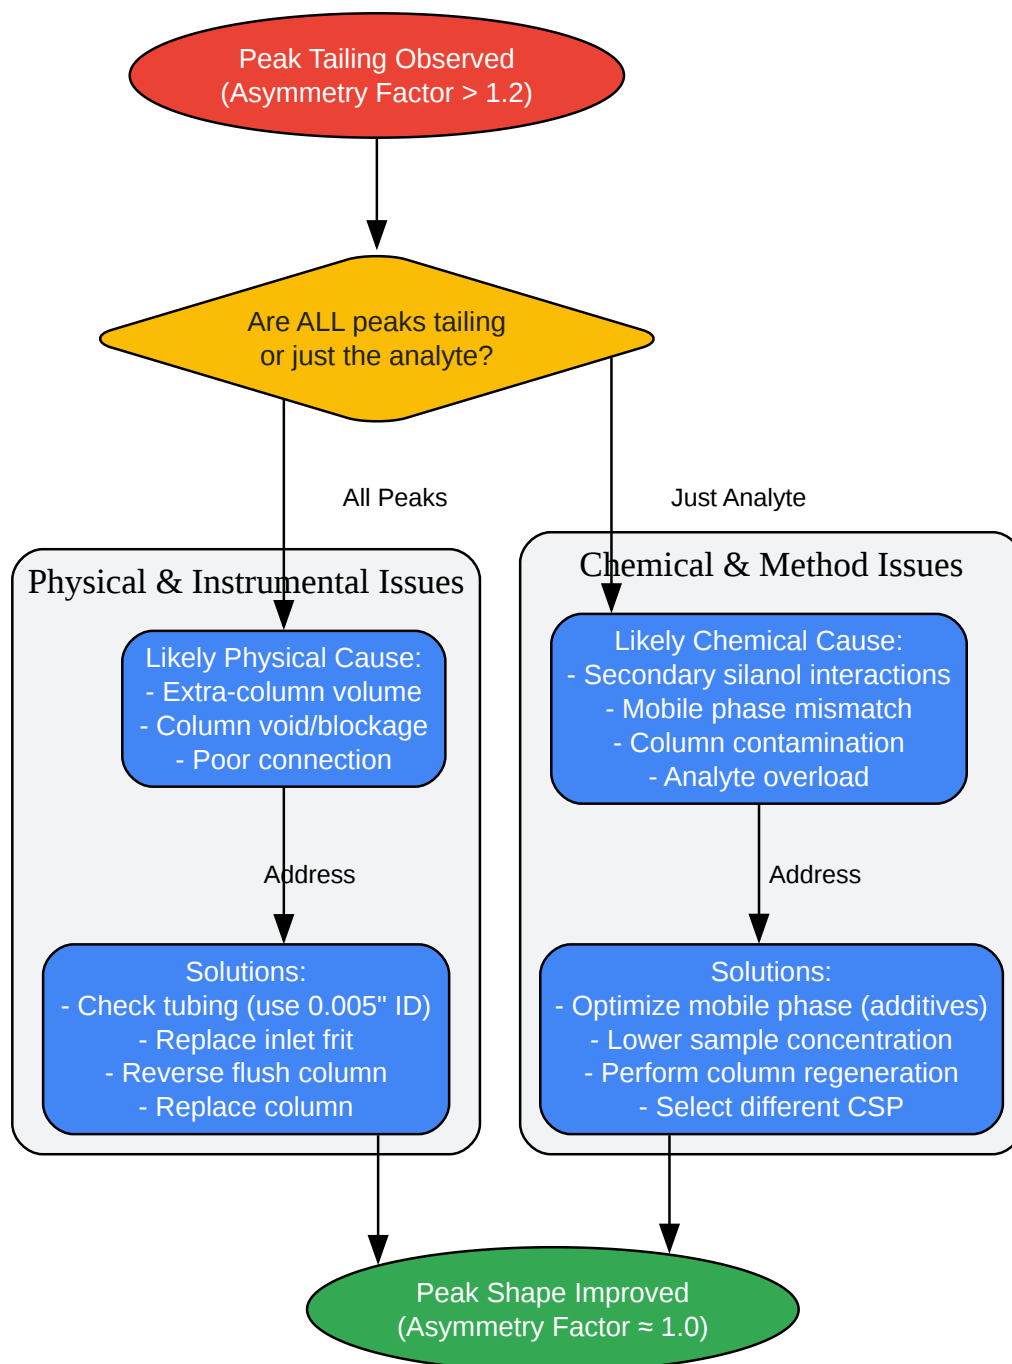 Peak Tailing Observed
(Asymmetry Factor > 1.2)
Are ALL peaks tailing
or just the analyte?
All Peaks
Just Analyte
Physical & Instrumental Issues
Likely Physical Cause:
- Extra-column volume
- Column void/blockage
- Poor connection
Address
Solutions:
- Check tubing (use 0.005" ID)
- Replace inlet frit
- Reverse flush column
- Replace column
Chemical & Method Issues
Likely Chemical Cause:
- Secondary silanol interactions
- Mobile phase mismatch
- Column contamination
- Analyte overload
Address
Solutions:
- Optimize mobile phase (additives)
- Lower sample concentration
- Perform column regeneration
- Select different CSP
Peak Shape Improved
(Asymmetry Factor ≈ 1.0)